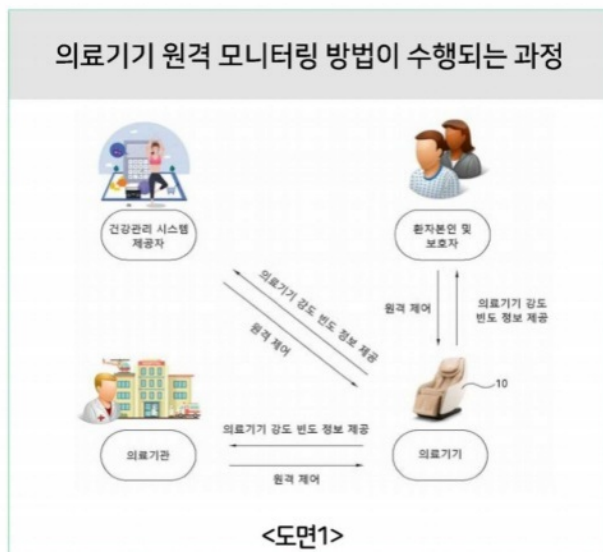 의료기기 원격 모니터링 방법이 수행되는 과정
건강관리 시스템
제공자
환자본인 및
보호자
의료기기 강도 빈도 정보 제공
원격 제어
원격 제어
의료기기 강도
빈도 정보 제공
10
의료기기 강도 빈도 정보 제공
원격 제어
의료기관
의료기기
<도면1>